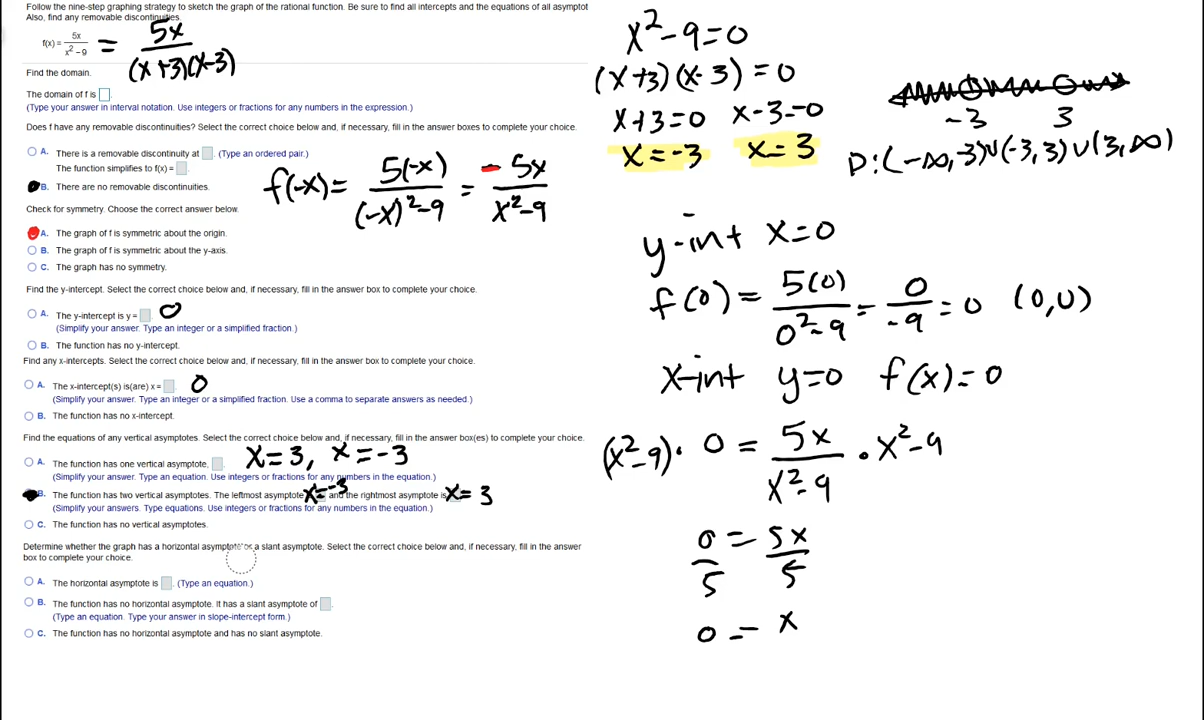 Follow the nine-step graphing strategy to sketch the graph of the rational function. Be sure to find all intercepts and the equations of all asymptot
Also, find any removable discontinuities.
f(x) = 5x / x² - 9 = 5x / (x+3)(x-3)
Find the domain.
The domain of f is
(Type your answer in interval notation. Use integers or fractions for any numbers in the expression.)
Does f have any removable discontinuities? Select the correct choice below and, if necessary, fill in the answer boxes to complete your choice.
A. There is a removable discontinuity at (Type an ordered pair.)
The function simplifies to f(x) =
B. There are no removable discontinuities.
f(-x) = 5(-x) / (-x)²-9 = - 5x / x²-9
Check for symmetry. Choose the correct answer below.
A. The graph of f is symmetric about the origin.
B. The graph of f is symmetric about the y-axis.
C. The graph has no symmetry.
Find the y-intercept. Select the correct choice below and, if necessary, fill in the answer box to complete your choice.
A. The y-intercept is y = 0
(Simplify your answer. Type an integer or a simplified fraction.)
B. The function has no y-intercept.
Find any x-intercepts. Select the correct choice below and, if necessary, fill in the answer box to complete your choice.
A. The x-intercept(s) is(are) x = 0
(Simplify your answer. Type an integer or a simplified fraction. Use a comma to separate answers as needed.)
B. The function has no x-intercept.
Find the equations of any vertical asymptotes. Select the correct choice below and, if necessary, fill in the answer box(es) to complete your choice.
x=3, x=-3
A. The function has one vertical asymptote,
(Simplify your answer. Type an equation. Use integers or fractions for any numbers in the equation.)
B. The function has two vertical asymptotes. The leftmost asymptote x=-3 and the rightmost asymptote is x=3
(Simplify your answers. Type equations. Use integers or fractions for any numbers in the equation.)
C. The function has no vertical asymptotes.
Determine whether the graph has a horizontal asymptote or a slant asymptote. Select the correct choice below and, if necessary, fill in the answer
box to complete your choice.
A. The horizontal asymptote is (Type an equation.)
B. The function has no horizontal asymptote. It has a slant asymptote of
(Type an equation. Type your answer in slope-intercept form.)
C. The function has no horizontal asymptote and has no slant asymptote.
x²-9=0
(x+3)(x-3)=0
x+3=0 x-3=0
x=-3 x=3
-3 3
D:(-∞,-3)∪(-3,3)∪(3,∞)
y-int x=0
f(0) = 5(0) / 0²-9 = 0 / -9 = 0 (0,0)
x-int y=0 f(x)=0
(x²-9)· 0 = 5x / x²-9 · x²-9
0 / 5 = 5x / 5
0 = x